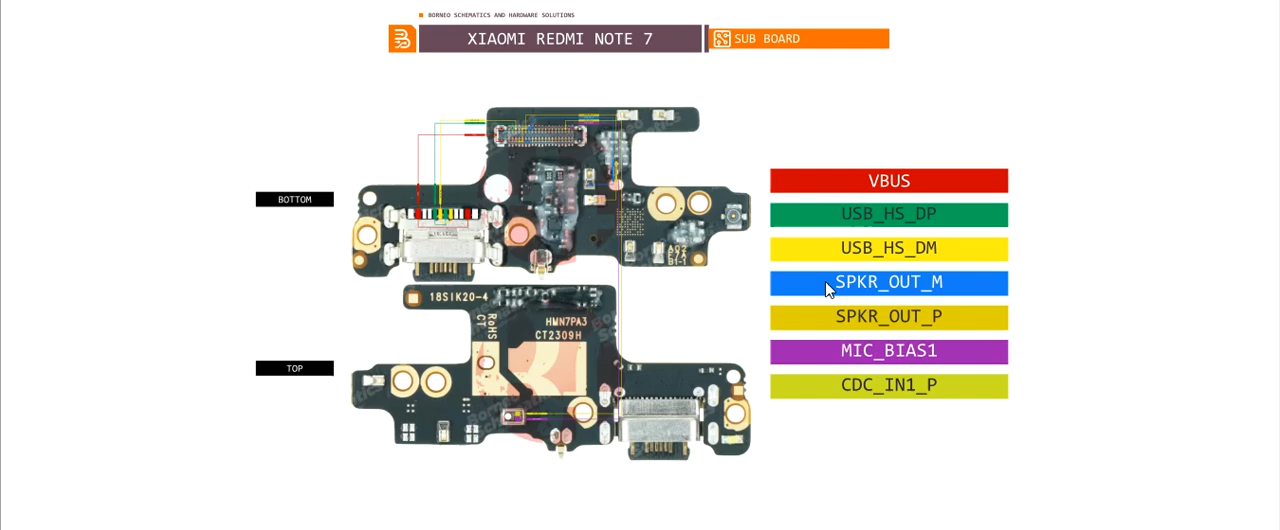 BORNEO SCHEMATICS AND HARDWARE SOLUTIONS
XIAOMI REDMI NOTE 7
SUB BOARD
BOTTOM
VBUS
USB_HS_DP
USB_HS_DM
SPKR_OUT_M
SPKR_OUT_P
MIC_BIAS1
CDC_IN1_P
18SIK20-4
RoHS
CT
HMN7PA3
CT2309H
TOP